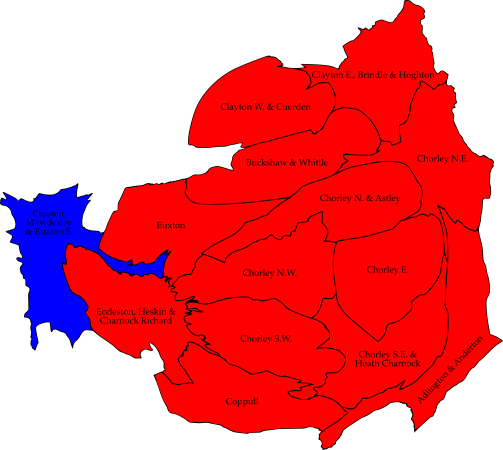 Clayton E., Brindle & Hoghton
Clayton W. & Cuerden
Chorley N.E.
Buckshaw & Whittle
Chorley N. & Astley
Croston,
Mawdesley
& Euxton S.
Euxton
Chorley N.W.
Chorley E.
Eccleston, Heskin &
Charnock Richard
Chorley S.W.
Chorley S.E. &
Heath Charnock
Adlington & Anderton
Coppull